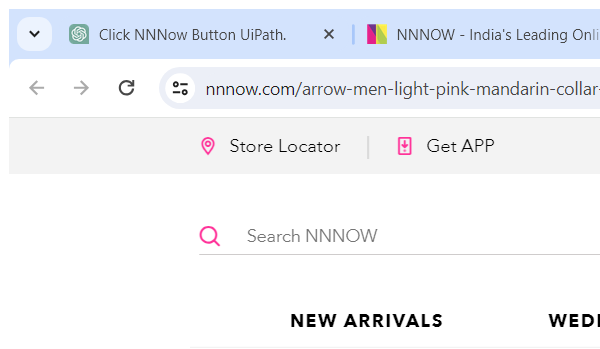 Click NNNow Button UiPath.
NNNOW - India's Leading Onli
nnnow.com/arrow-men-light-pink-mandarin-collar-
Store Locator
Get APP
Search NNNOW
NEW ARRIVALS
WEDD